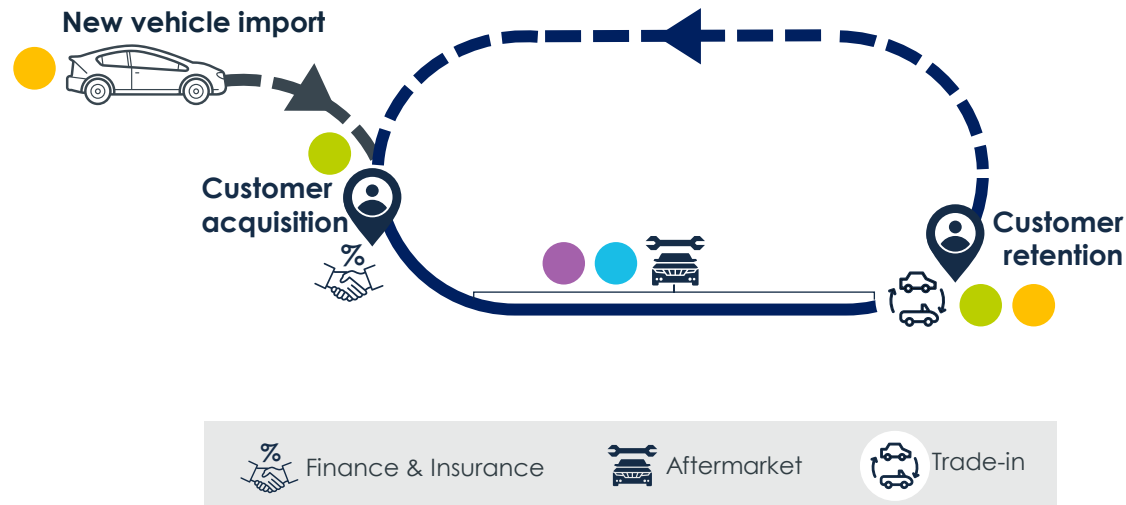 New vehicle import
Customer
acquisition
%
Customer
retention
% Finance & Insurance
Aftermarket
Trade-in